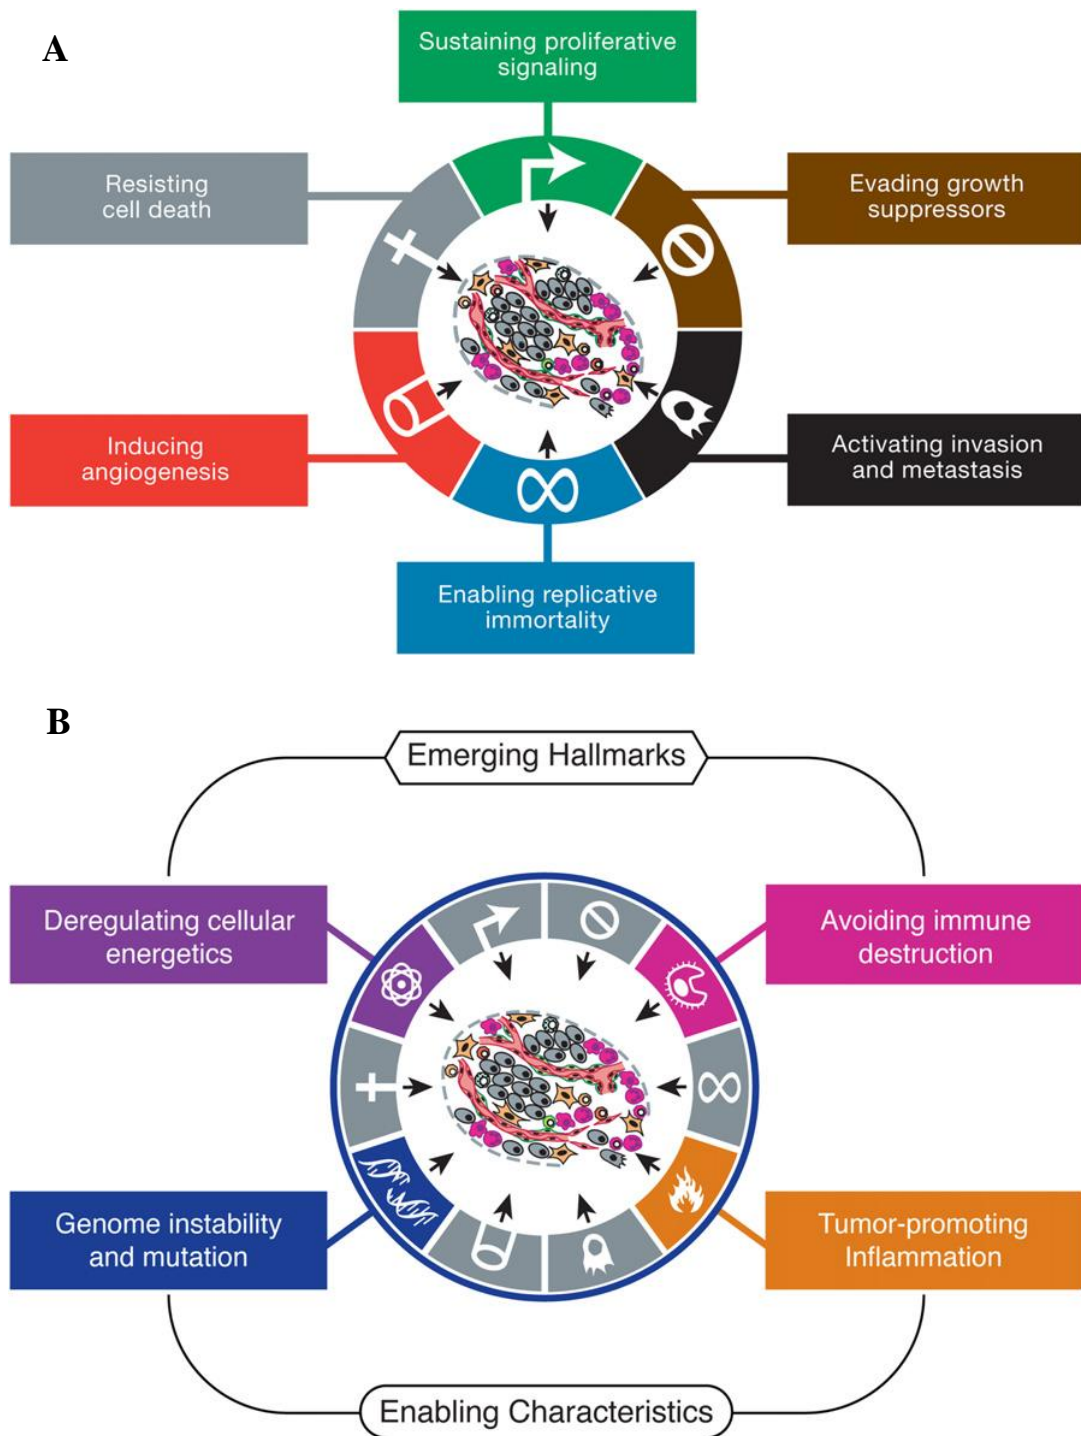 A
Sustaining proliferative
signaling
Resisting
cell death
Evading growth
suppressors
Inducing
angiogenesis
Activating invasion
and metastasis
Enabling replicative
immortality
B
Emerging Hallmarks
Deregulating cellular
energetics
Avoiding immune
destruction
Genome instability
and mutation
Tumor-promoting
Inflammation
Enabling Characteristics